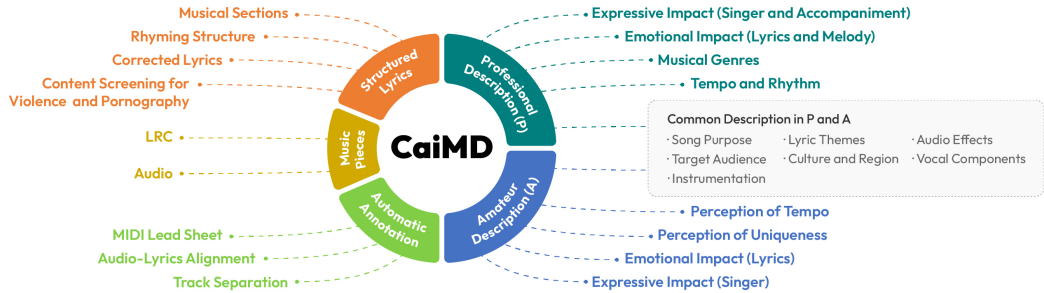 Musical Sections
Rhyming Structure
Corrected Lyrics
Content Screening for
Violence and Pornography
LRC
Audio
MIDI Lead Sheet
Audio-Lyrics Alignment
Track Separation
Structured
Lyrics
Music
Pieces
Automatic
Annotation
CaiMD
Professional
Description (P)
Amateur
Description (A)
Expressive Impact (Singer and Accompaniment)
Emotional Impact (Lyrics and Melody)
Musical Genres
Tempo and Rhythm
Common Description in P and A
· Song Purpose · Lyric Themes · Audio Effects
· Target Audience · Culture and Region · Vocal Components
· Instrumentation
Perception of Tempo
Perception of Uniqueness
Emotional Impact (Lyrics)
Expressive Impact (Singer)